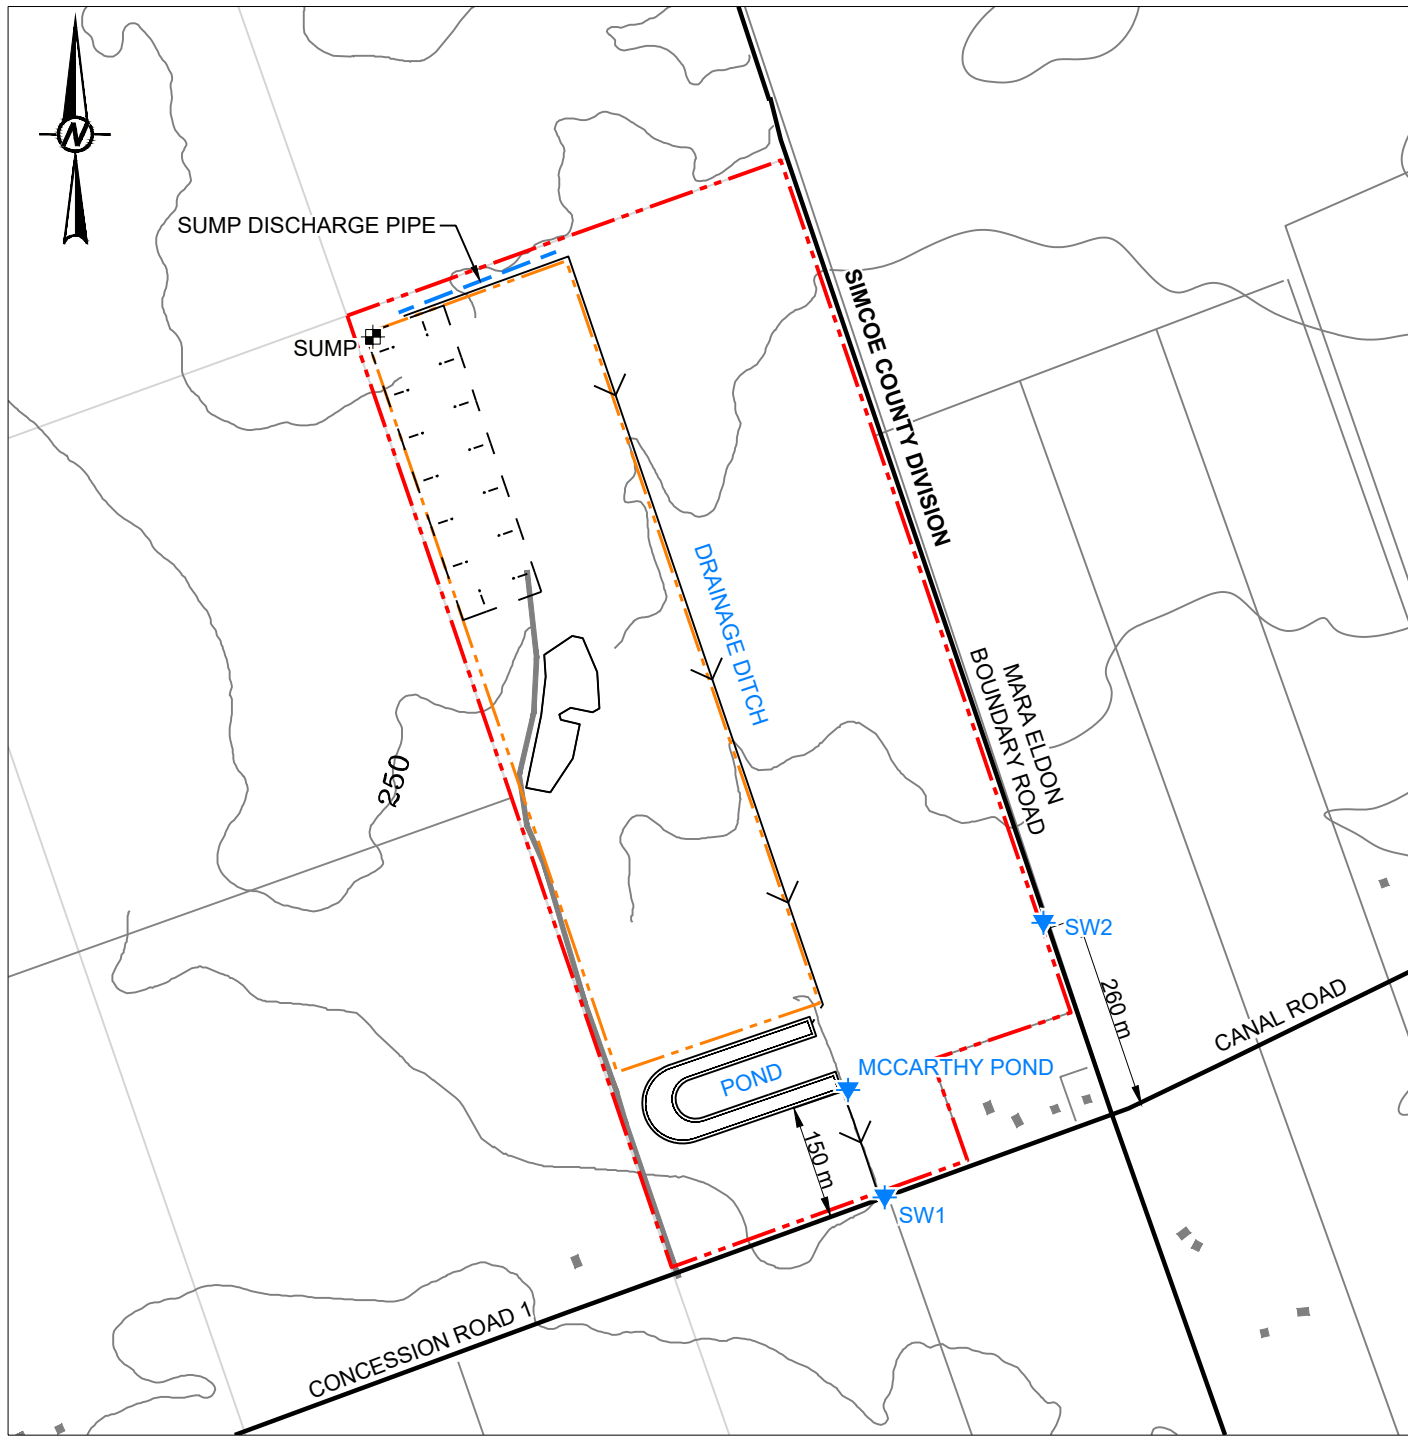 N
SUMP DISCHARGE PIPE
SUMP
SIMCOE COUNTY DIVISION
DRAINAGE DITCH
MARA ELDON
BOUNDARY ROAD
250
SW2
260 m
CANAL ROAD
MCCARTHY POND
POND
150 m
SW1
CONCESSION ROAD 1